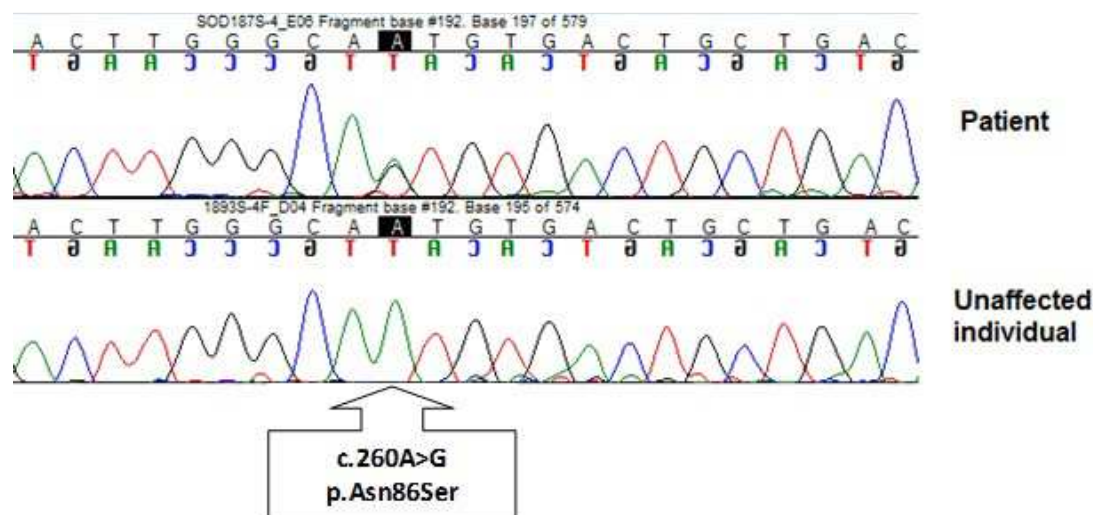 SOD187S-4_E06 Fragment base #192. Base 197 of 579
A C T T G G G C A A A T G T G A C T G C T G A C
T G A A C C C G T T T A C A C T G A C G A C T G
Patient
1893S-4F_D04 Fragment base #192. Base 195 of 574
A C T T G G G C A A T G T G A C T G C T G A C
T G A A C C C G T T A C A C T G A C G A C T G
Unaffected
individual
c.260A>G
p.Asn86Ser